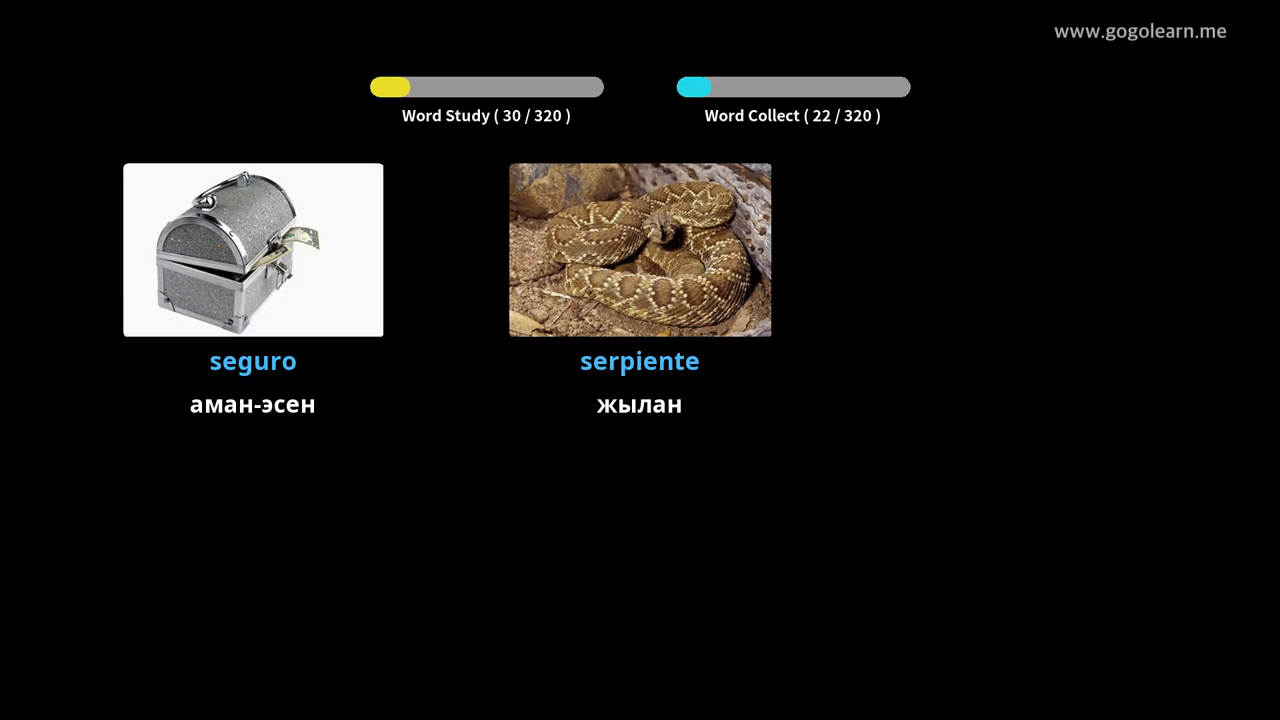 www.gogolearn.me
Word Study ( 30 / 320 )
Word Collect ( 22 / 320 )
seguro
serpiente
аман-эсен
жылан